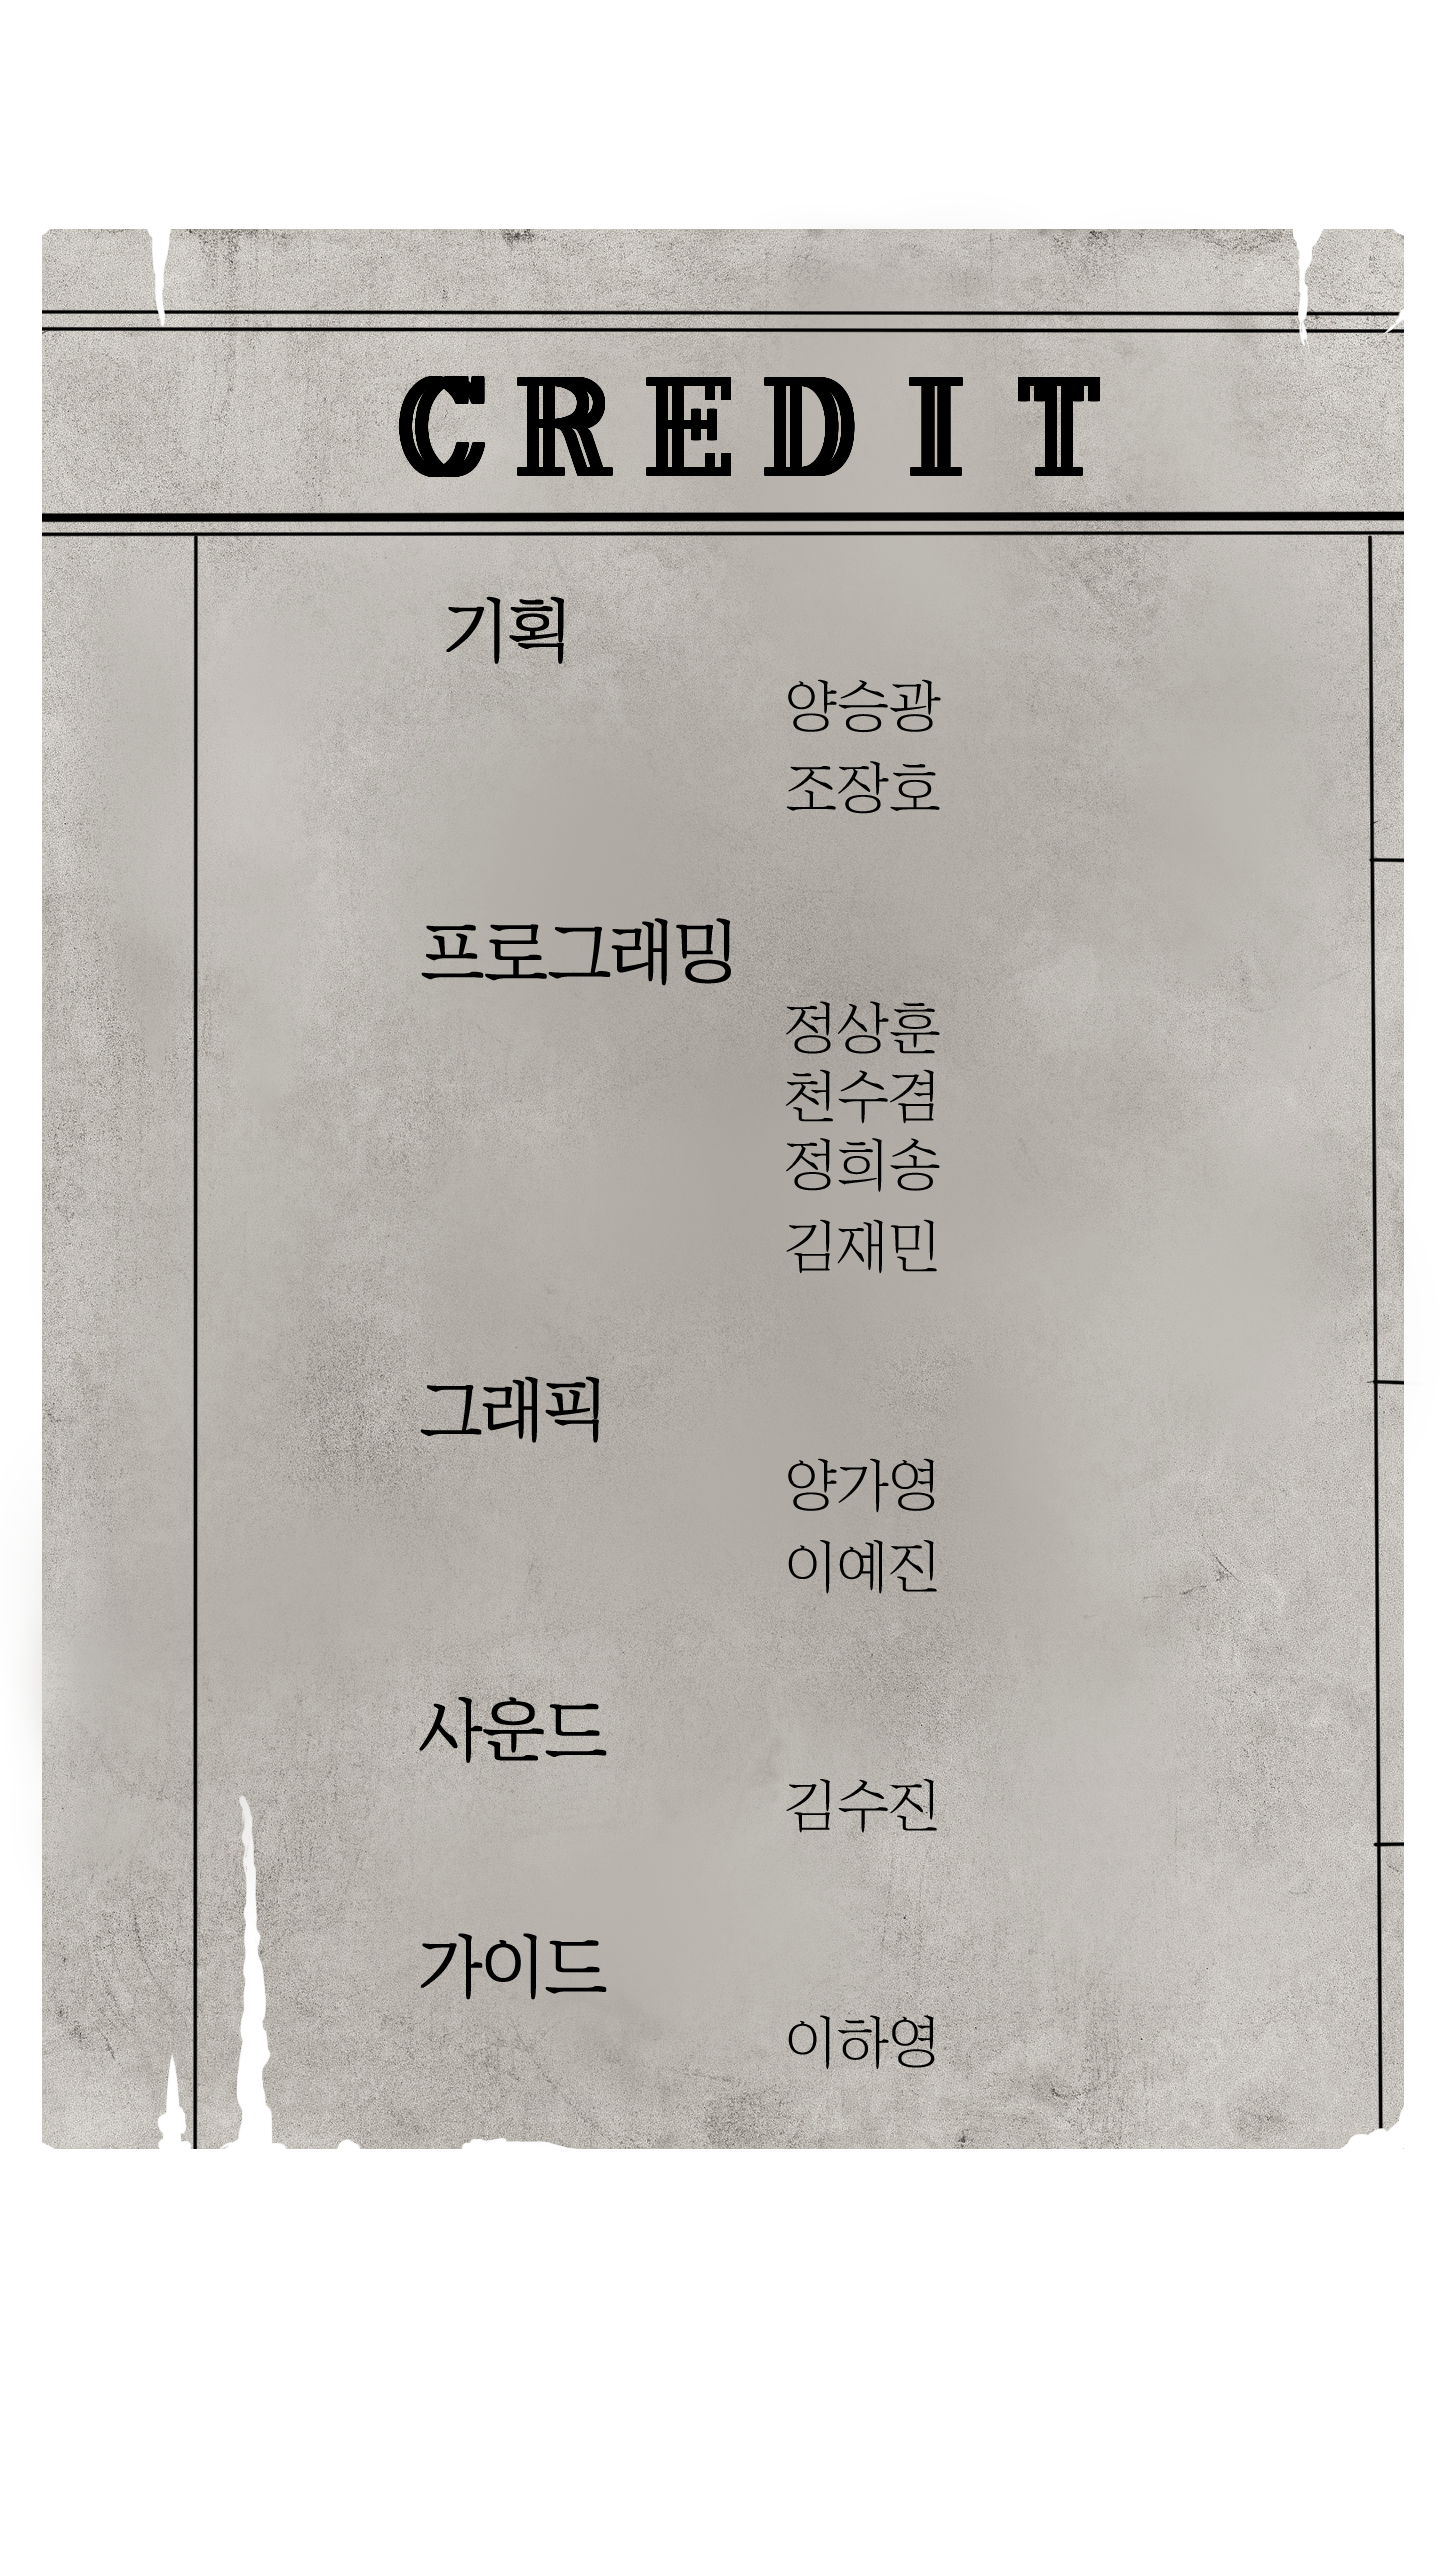 CREDIT
기획
양승광
조장호
프로그래밍
정상훈
천수겸
정희송
김재민
그래픽
양가영
이예진
사운드
김수진
가이드
이하영